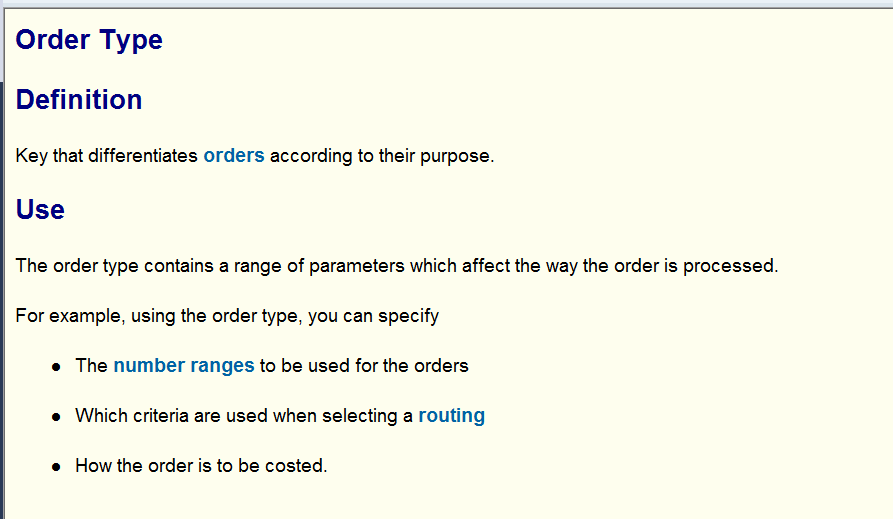 Order Type
Definition
Key that differentiates orders according to their purpose.
Use
The order type contains a range of parameters which affect the way the order is processed.
For example, using the order type, you can specify
● The number ranges to be used for the orders
● Which criteria are used when selecting a routing
● How the order is to be costed.